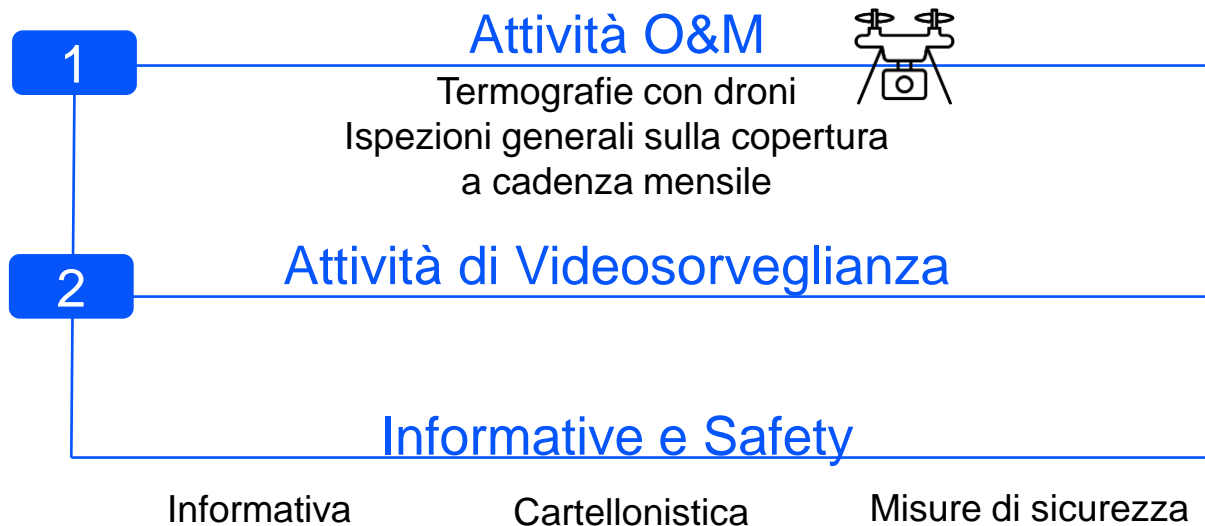 1
Attività O&M
Termografie con droni
Ispezioni generali sulla copertura
a cadenza mensile
2
Attività di Videosorveglianza
Informative e Safety
Informativa
Cartellonistica
Misure di sicurezza